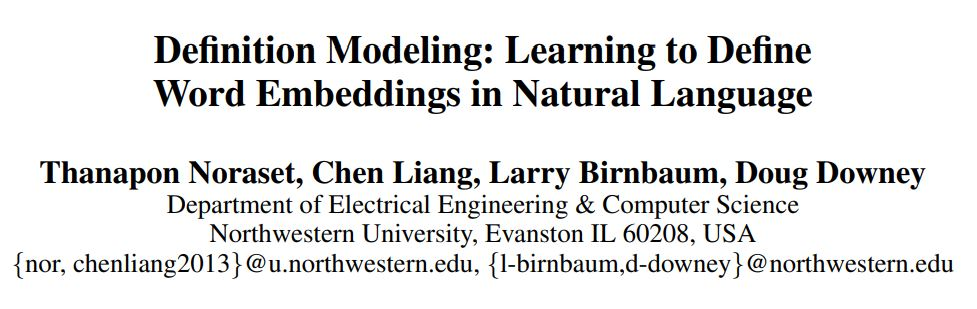 Definition Modeling: Learning to Define
Word Embeddings in Natural Language
Thanapon Noraset, Chen Liang, Larry Birnbaum, Doug Downey
Department of Electrical Engineering & Computer Science
Northwestern University, Evanston IL 60208, USA
{nor, chenliang2013}@u.northwestern.edu, {l-birnbaum,d-downey}@northwestern.edu